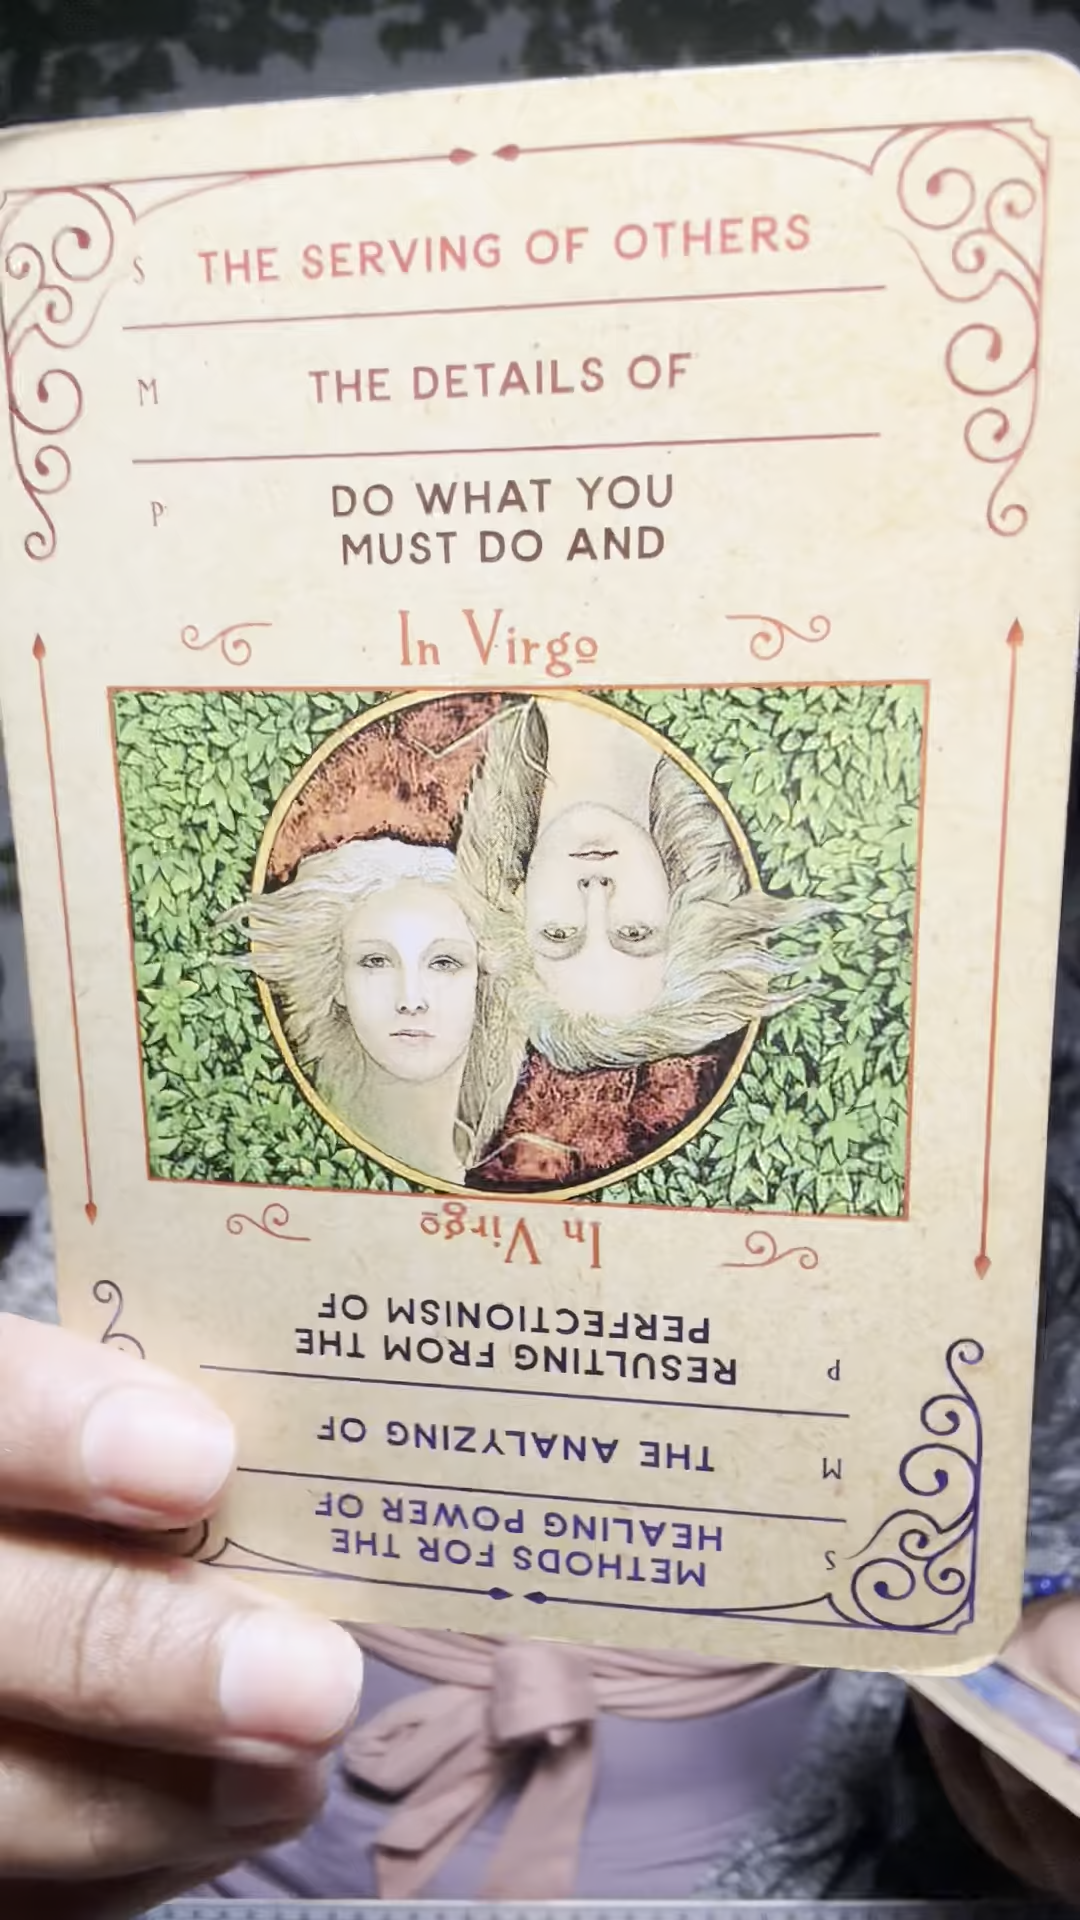 S THE SERVING OF OTHERS
M THE DETAILS OF
P DO WHAT YOU
MUST DO AND
In Virgo
In Virgo
P RESULTING FROM THE
PERFECTIONISM OF
M THE ANALYZING OF
S METHODS FOR THE
HEALING POWER OF